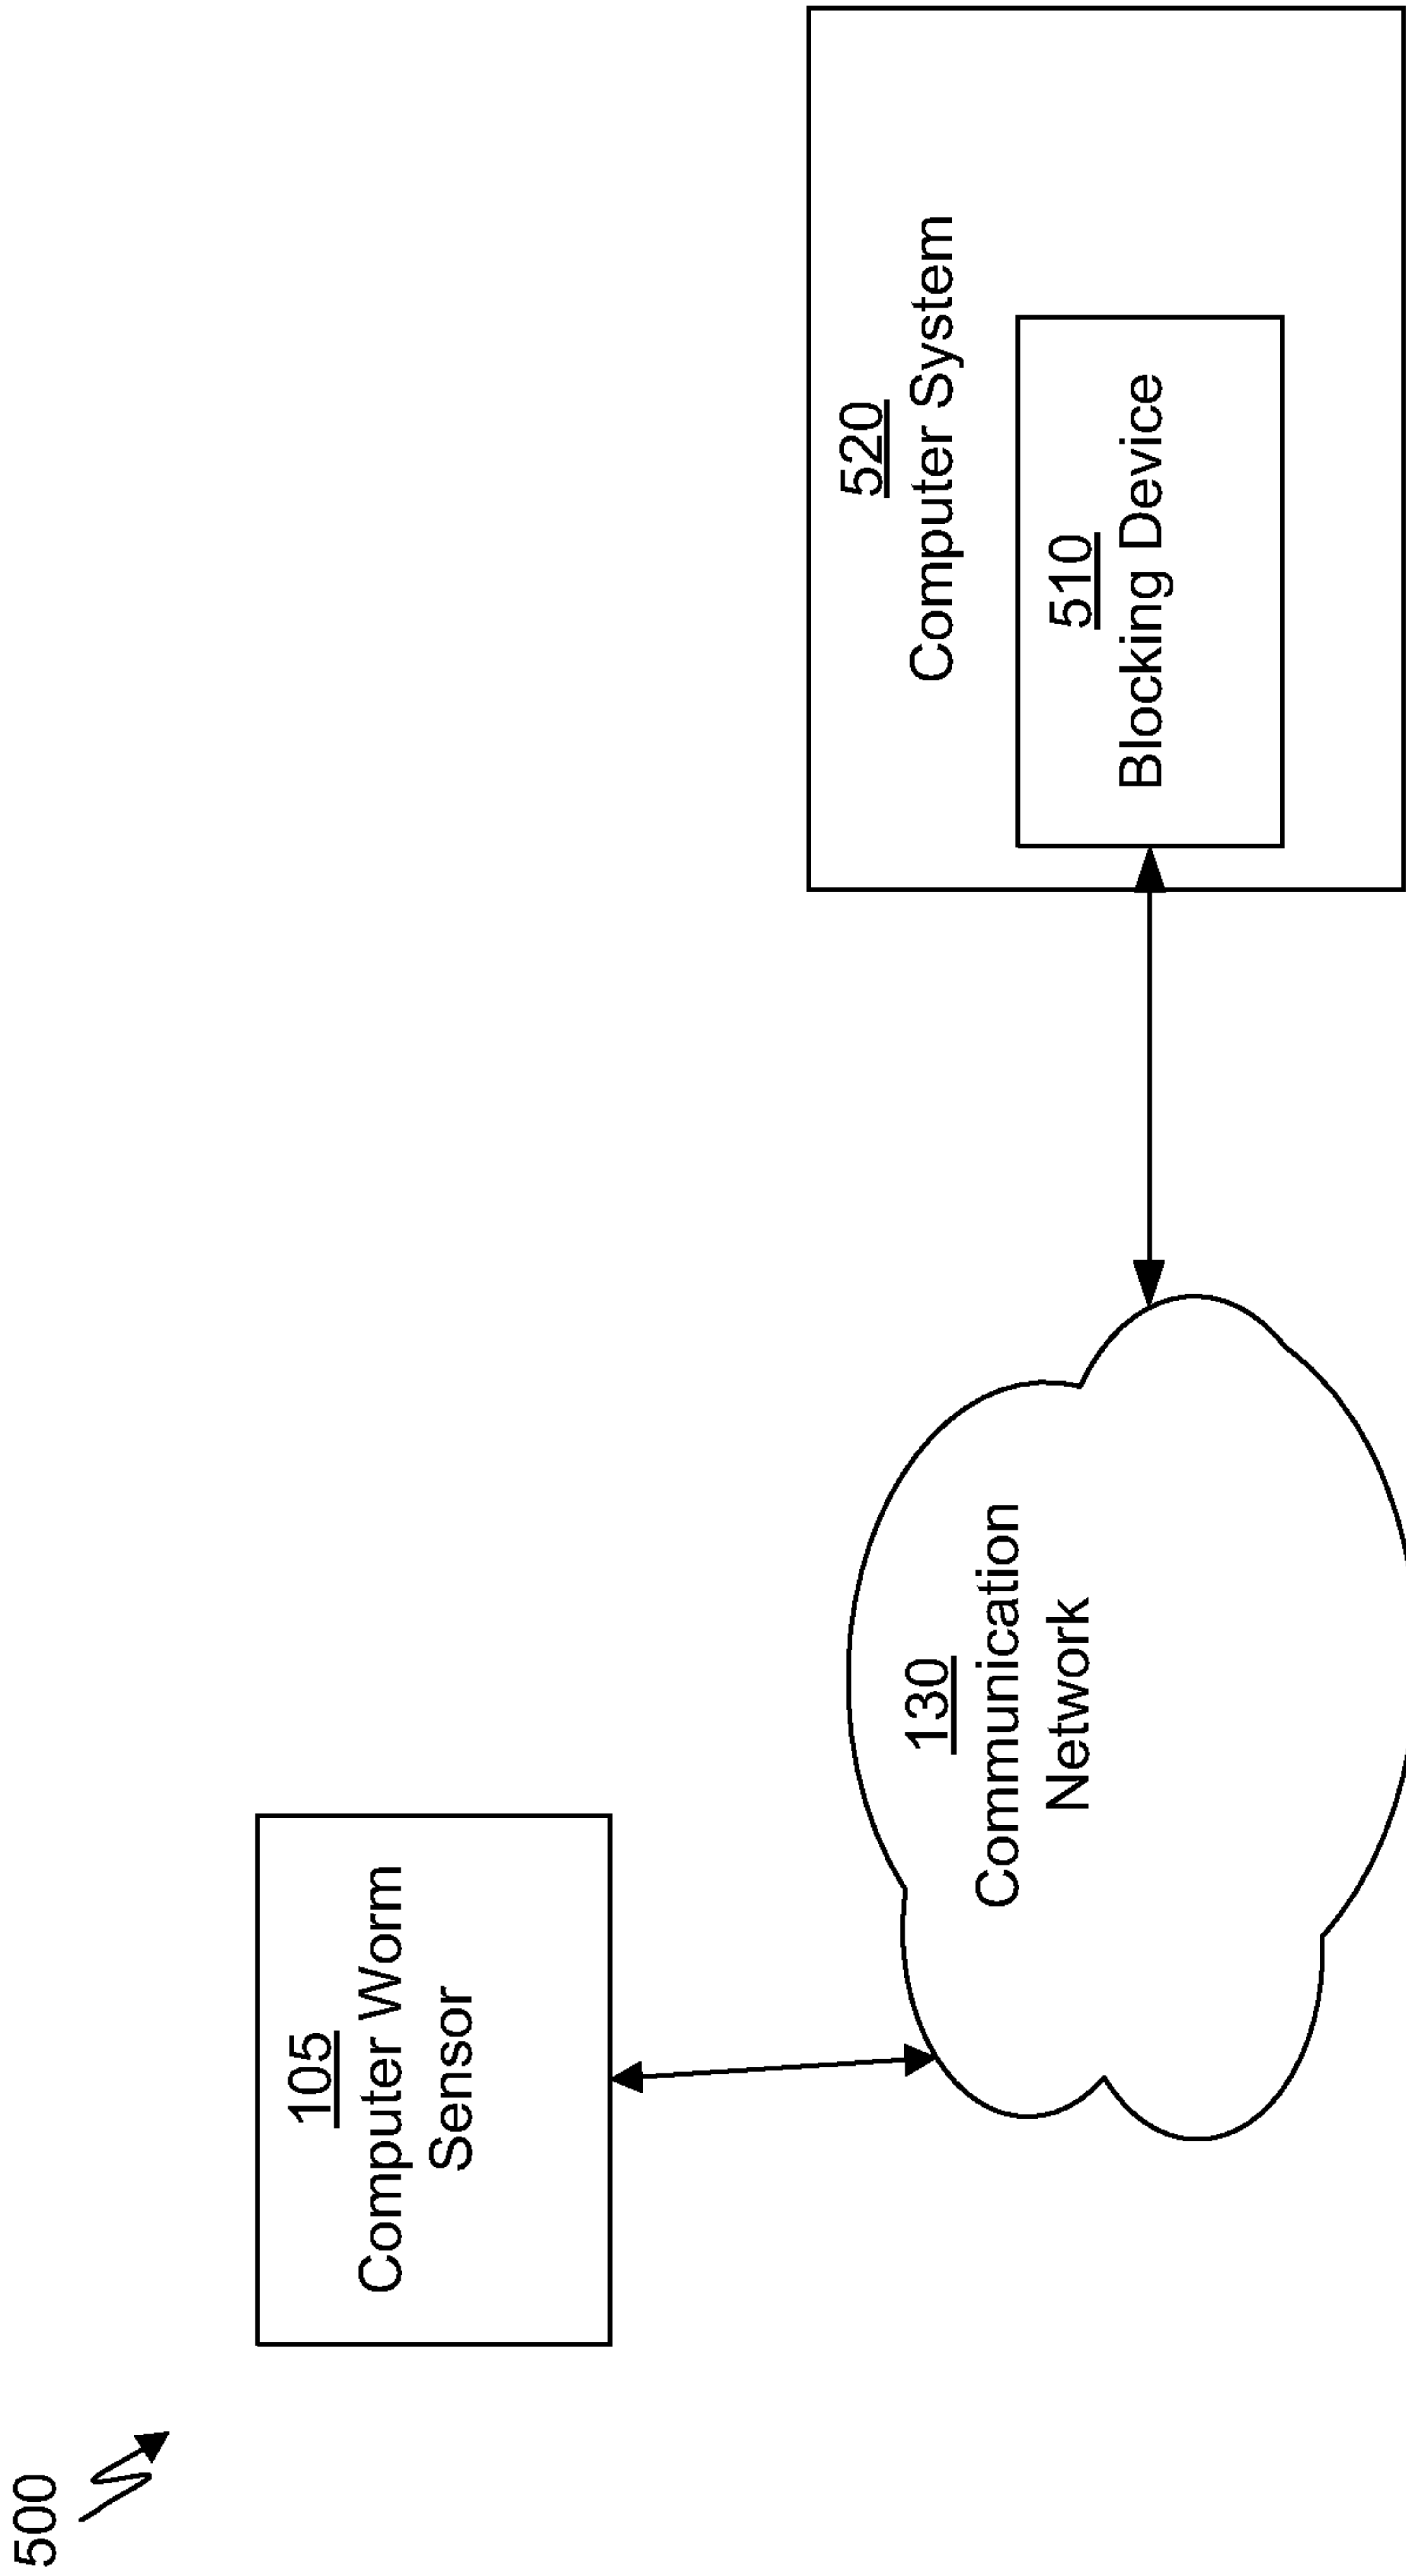 500
105
Computer Worm
Sensor
130
Communication
Network
520
Computer System
510
Blocking Device